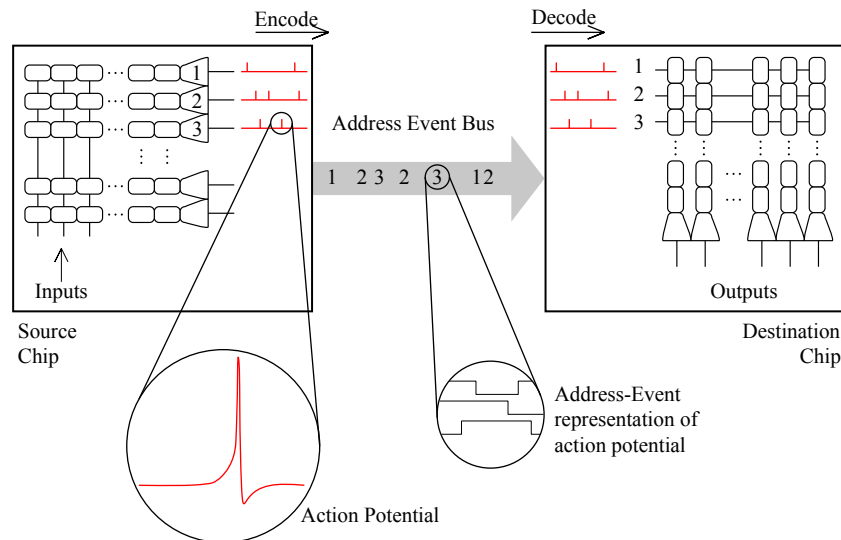 Encode
Decode
1
2
3
1
2
3
Address Event Bus
1 2 3 2 3 1 2
Inputs
Outputs
Source
Chip
Destination
Chip
Address-Event
representation of
action potential
Action Potential